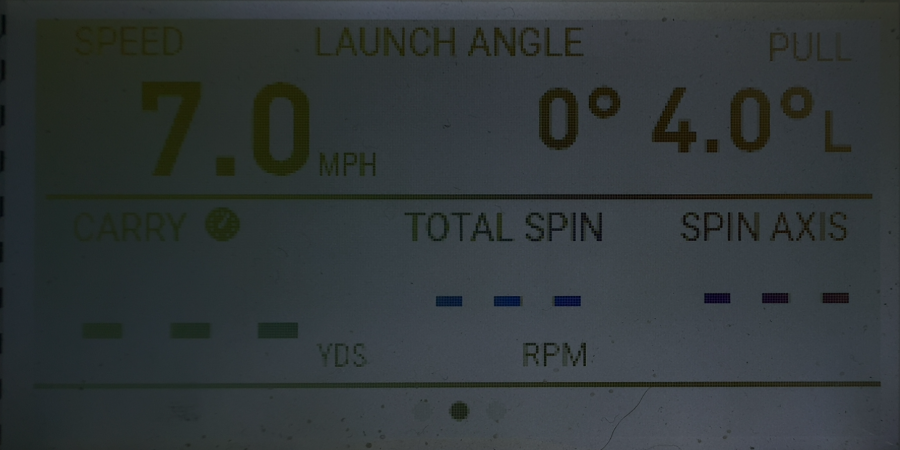 SPEED LAUNCH ANGLE PULL
7.0 MPH 0° 4.0° L
CARRY TOTAL SPIN SPIN AXIS
--- --- ---
YDS RPM